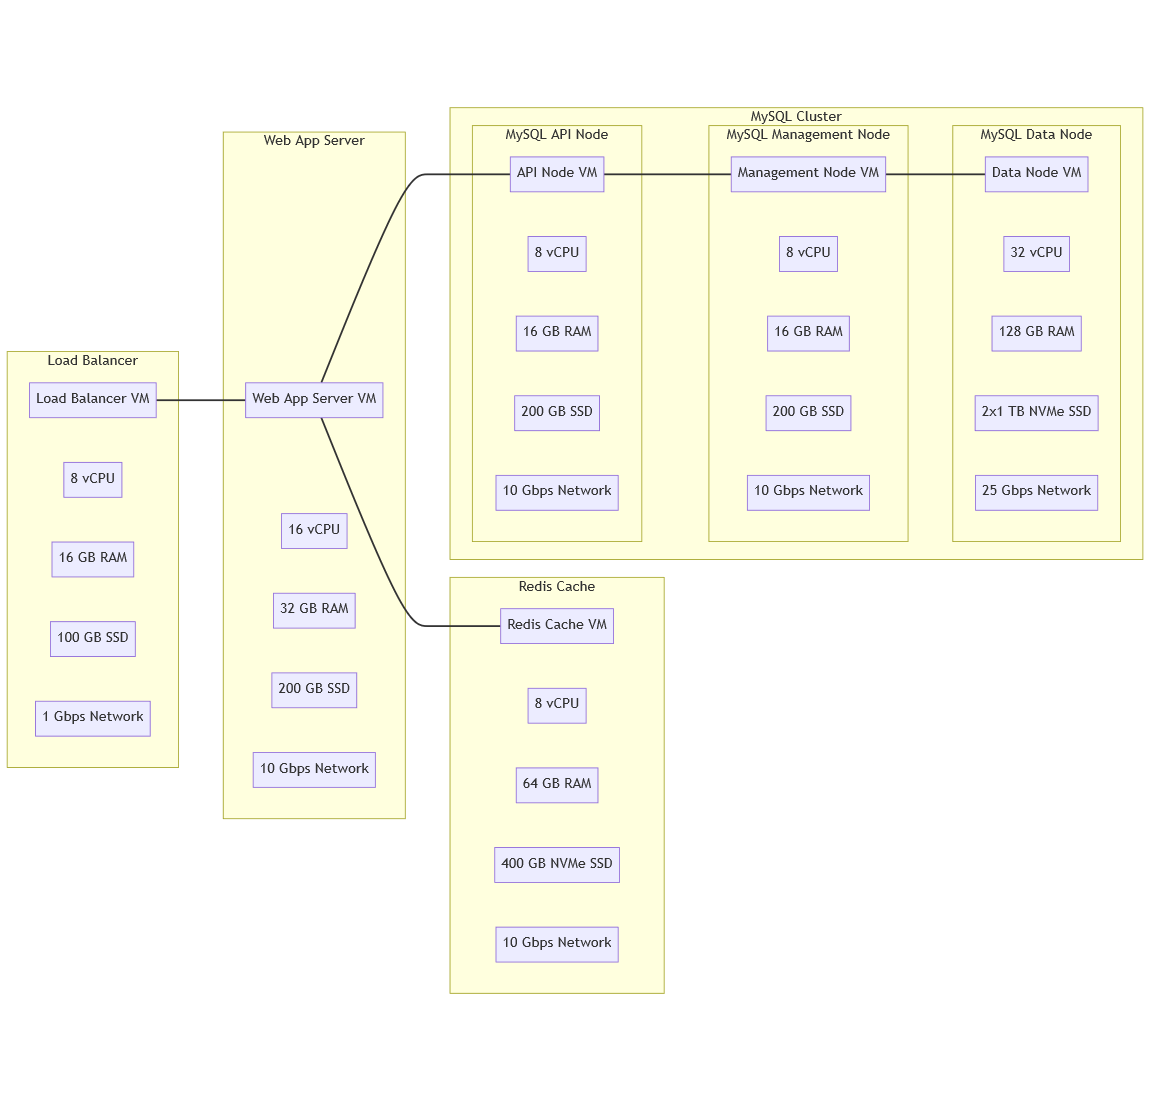 Load Balancer
Load Balancer VM
8 vCPU
16 GB RAM
100 GB SSD
1 Gbps Network
Web App Server
Web App Server VM
16 vCPU
32 GB RAM
200 GB SSD
10 Gbps Network
MySQL Cluster
MySQL API Node
API Node VM
8 vCPU
16 GB RAM
200 GB SSD
10 Gbps Network
MySQL Management Node
Management Node VM
8 vCPU
16 GB RAM
200 GB SSD
10 Gbps Network
MySQL Data Node
Data Node VM
32 vCPU
128 GB RAM
2x1 TB NVMe SSD
25 Gbps Network
Redis Cache
Redis Cache VM
8 vCPU
64 GB RAM
400 GB NVMe SSD
10 Gbps Network